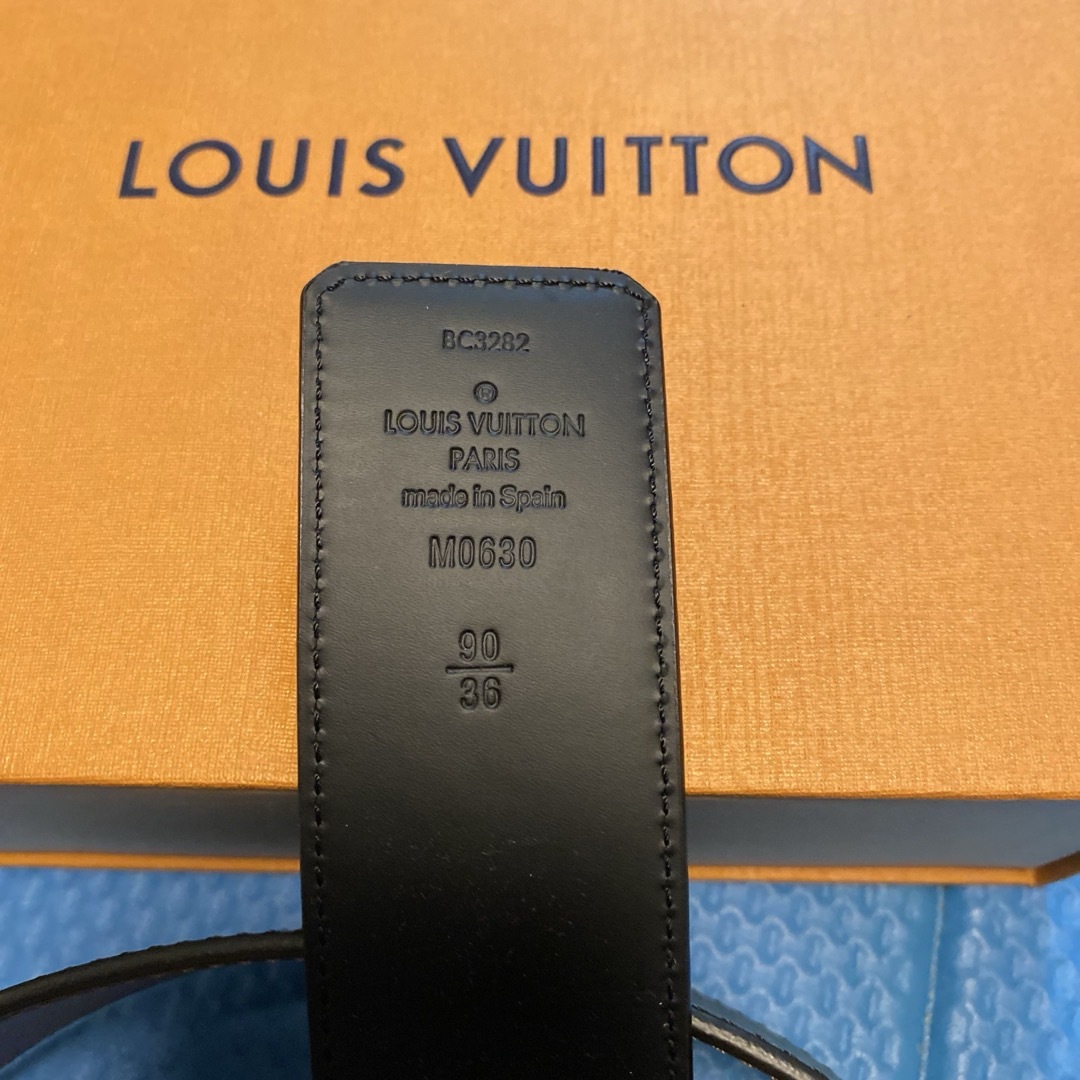 LOUIS VUITTON
BC3282
®
LOUIS VUITTON
PARIS
made in Spain
M0630
90
36